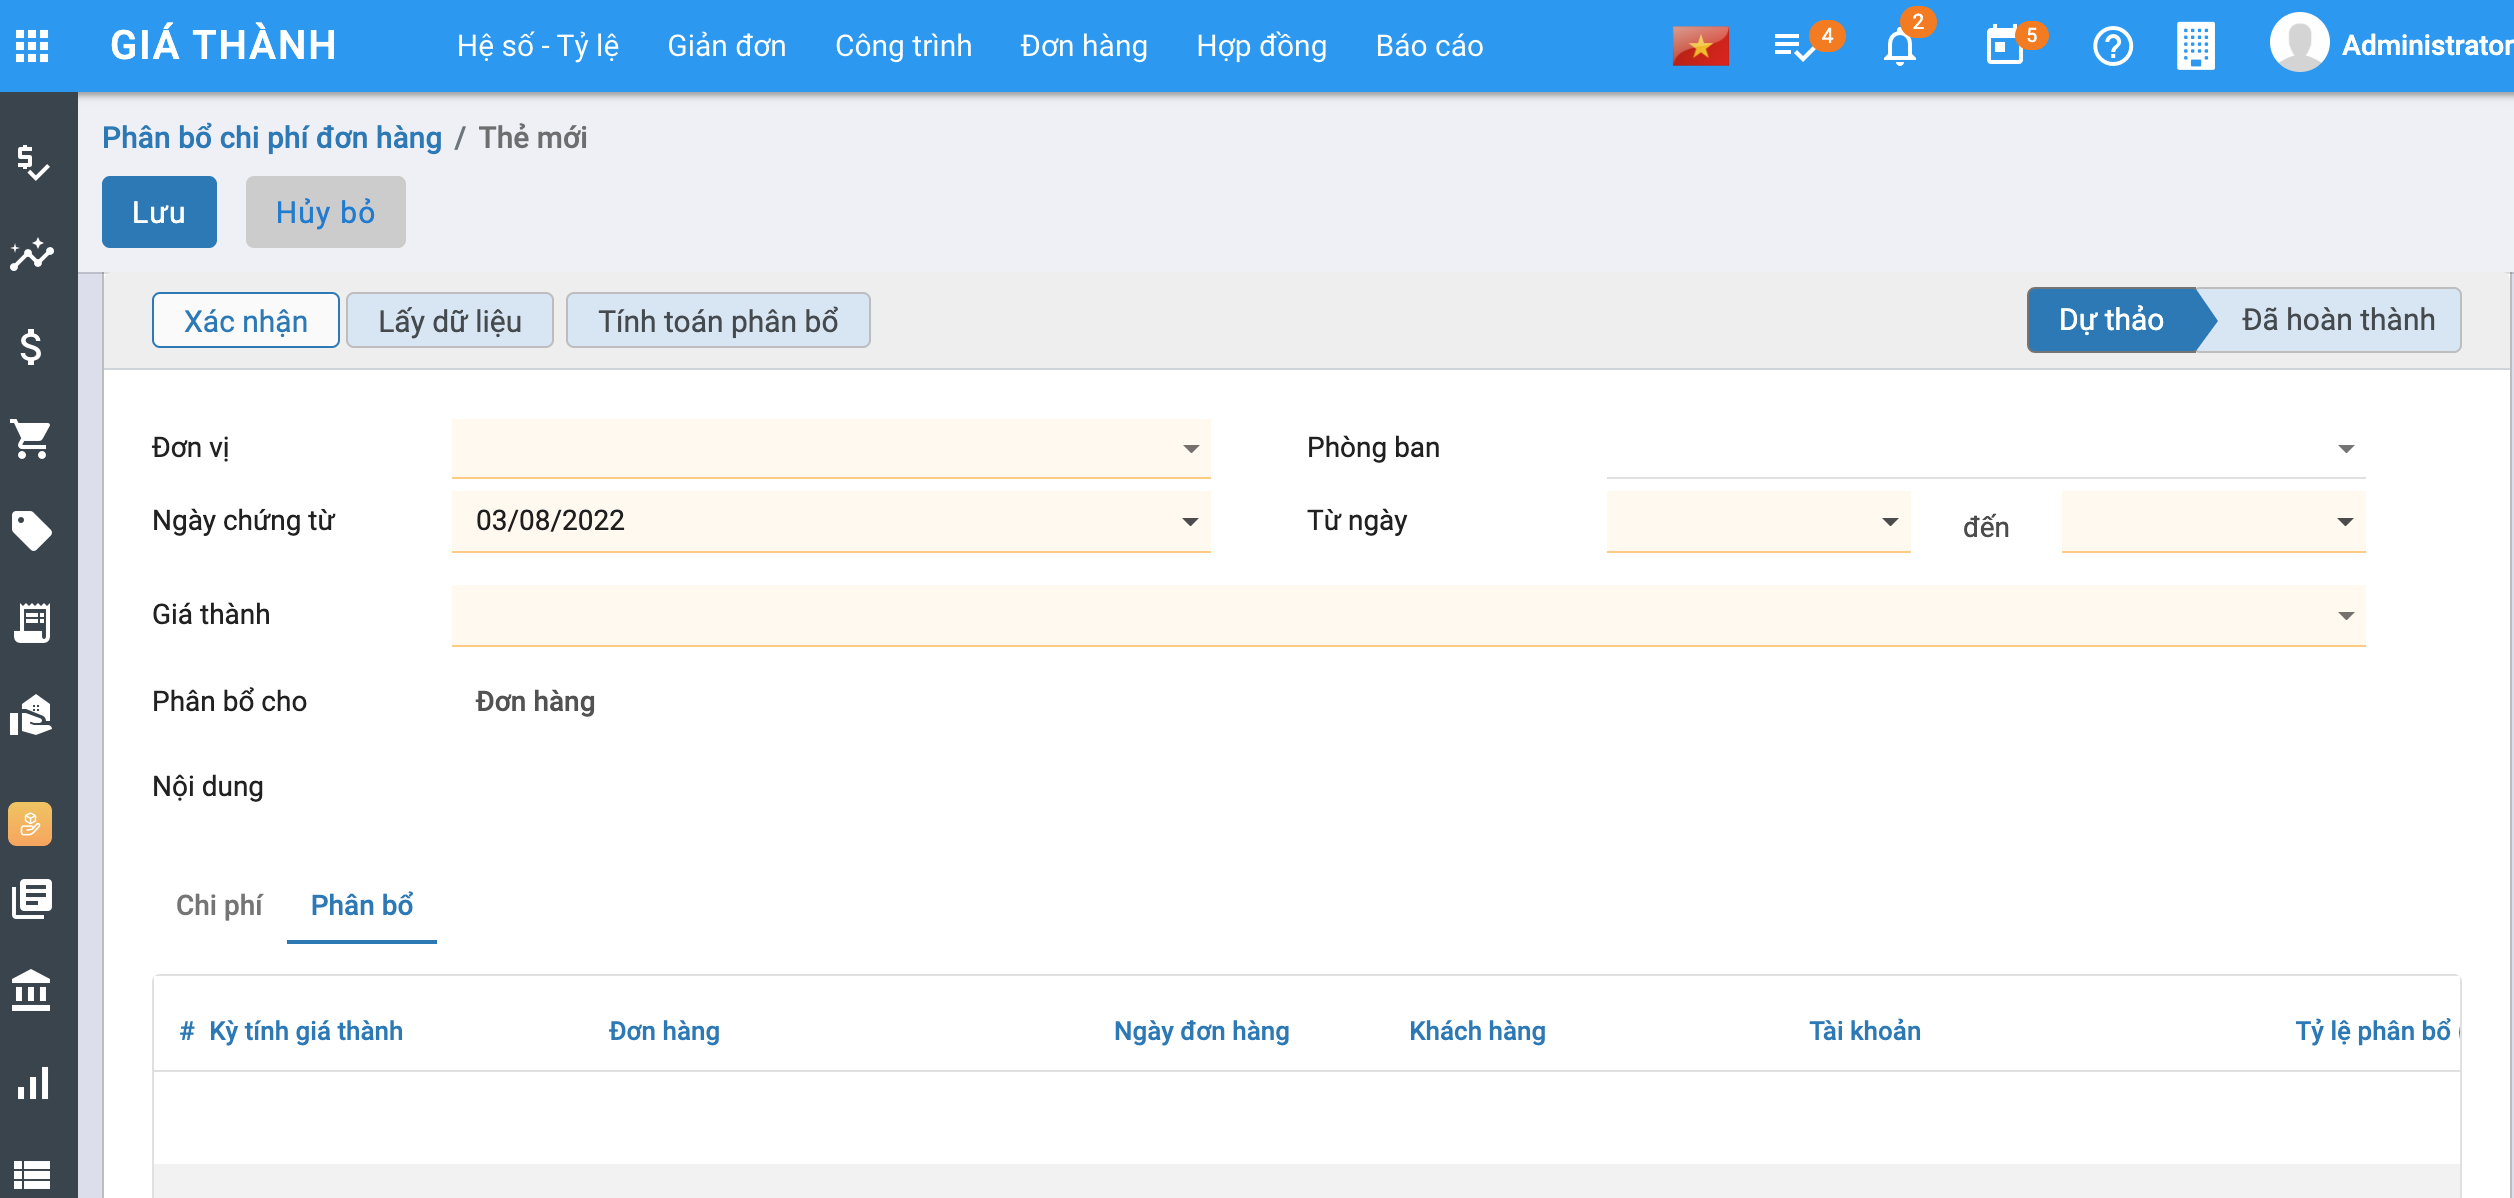 GIÁ THÀNH Hệ số - Tỷ lệ Giản đơn Công trình Đơn hàng Hợp đồng Báo cáo 4 2 5 Administrator
Phân bổ chi phí đơn hàng / Thẻ mới
Lưu Hủy bỏ
Xác nhận Lấy dữ liệu Tính toán phân bổ Dự thảo Đã hoàn thành
Đơn vị Phòng ban
Ngày chứng từ 03/08/2022 Từ ngày đến
Giá thành
Phân bổ cho Đơn hàng
Nội dung
Chi phí Phân bổ
# Kỳ tính giá thành Đơn hàng Ngày đơn hàng Khách hàng Tài khoản Tỷ lệ phân bổ (